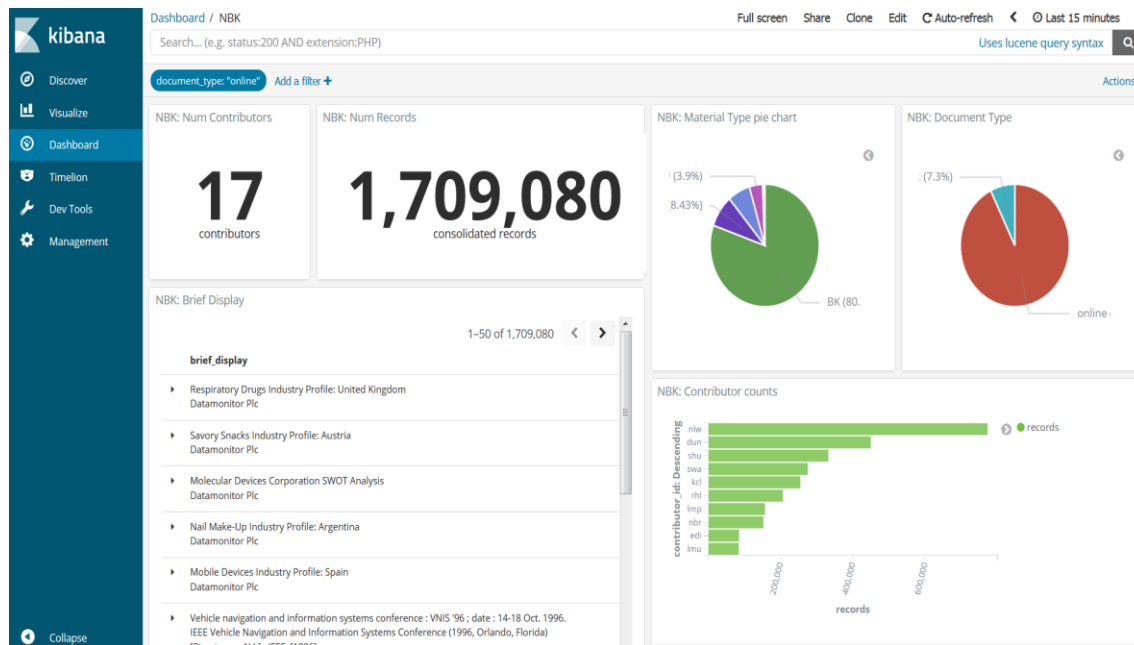 kibana
Discover
Visualize
Dashboard
Timelion
Dev Tools
Management
Collapse
Dashboard / NBK
Full screen Share Clone Edit Auto-refresh Last 15 minutes
Search... (e.g. status:200 AND extension:PHP)
Uses lucene query syntax
document_type: "online" Add a filter +
Actions
NBK: Num Contributors
17
contributors
NBK: Num Records
1,709,080
consolidated records
NBK: Material Type pie chart
(3.9%)
8.43%)
BK (80.
NBK: Document Type
: (7.3%)
online
NBK: Brief Display
1–50 of 1,709,080
brief_display
Respiratory Drugs Industry Profile: United Kingdom
Datamonitor Plc
Savory Snacks Industry Profile: Austria
Datamonitor Plc
Molecular Devices Corporation SWOT Analysis
Datamonitor Plc
Nail Make-Up Industry Profile: Argentina
Datamonitor Plc
Mobile Devices Industry Profile: Spain
Datamonitor Plc
Vehicle navigation and information systems conference : VNIS '96 ; date : 14-18 Oct. 1996.
IEEE Vehicle Navigation and Information Systems Conference (1996, Orlando, Florida)
NBK: Contributor counts
contributor_id: Descending
nlw
dun
shu
swa
kcl
rhl
lmp
nbr
edi
lmu
200,000
400,000
600,000
records
records